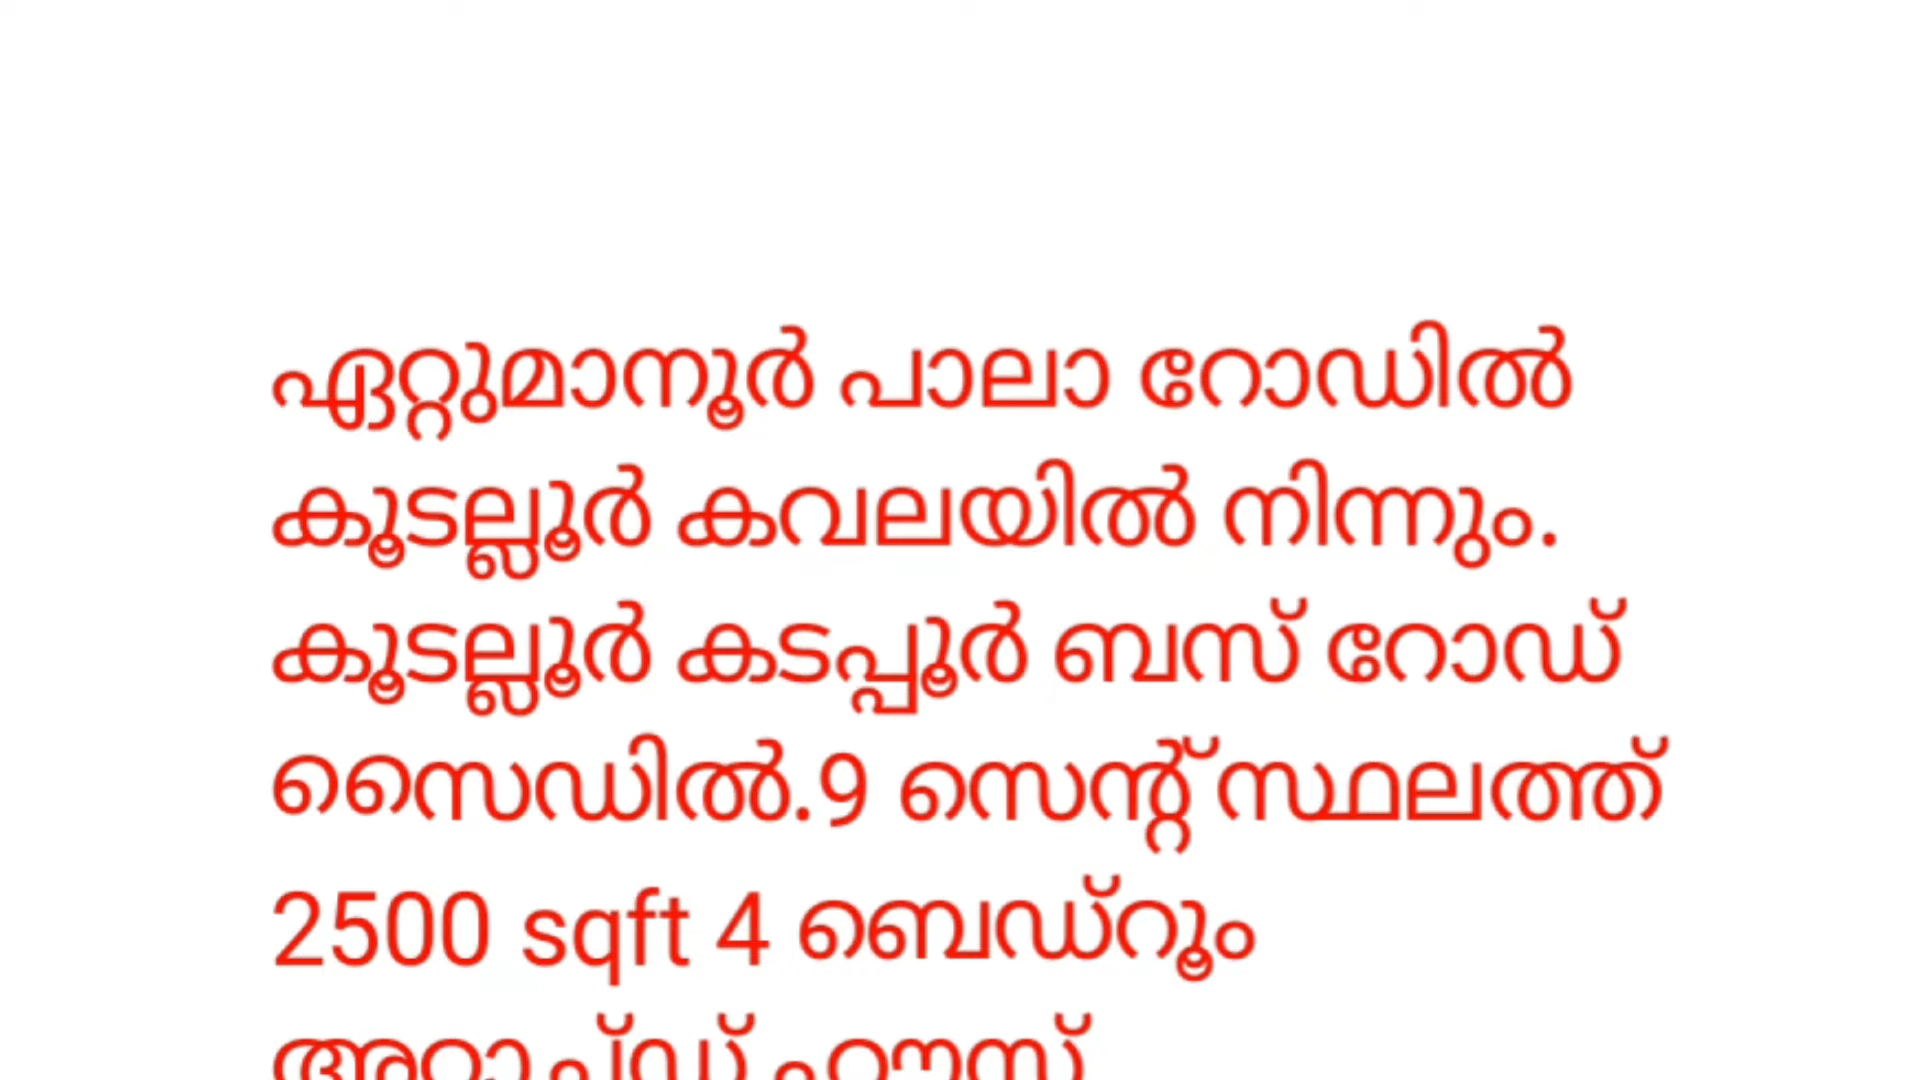 ഏറ്റുമാനൂർ പാലാ റോഡിൽ
കൂടല്ലൂർ കവലയിൽ നിന്നും.
കൂടല്ലൂർ കടപ്പൂർ ബസ് റോഡ്
സൈഡിൽ.9 സെന്റ് സ്ഥലത്ത്
2500 sqft 4 ബെഡ്റൂം
ഹൗസ്